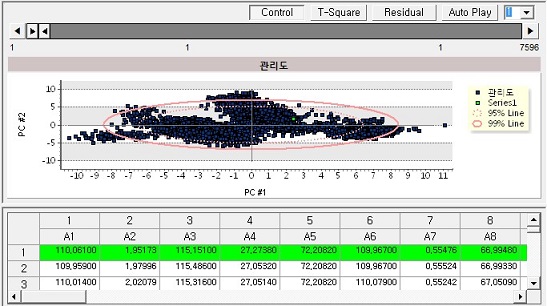 Control T-Square Residual Auto Play 1
1 1 1 7596
관리도
10
5
0
-5
-10
PC #2
-10 -9 -8 -7 -6 -5 -4 -3 -2 -1 0 1 2 3 4 5 6 7 8 9 10 11
PC #1
관리도
Series1
95% Line
99% Line
1 2 3 4 5 6 7 8
A1 A2 A3 A4 A5 A6 A7 A8
1 110,06100 1,95173 115,15100 27,27380 72,20820 109,96700 0,55476 66,99460
2 109,95900 1,97996 115,48600 27,05320 72,20820 109,96700 0,55524 66,99330
3 110,01400 2,02079 115,31600 27,05140 72,20820 110,07900 0,55242 67,05090